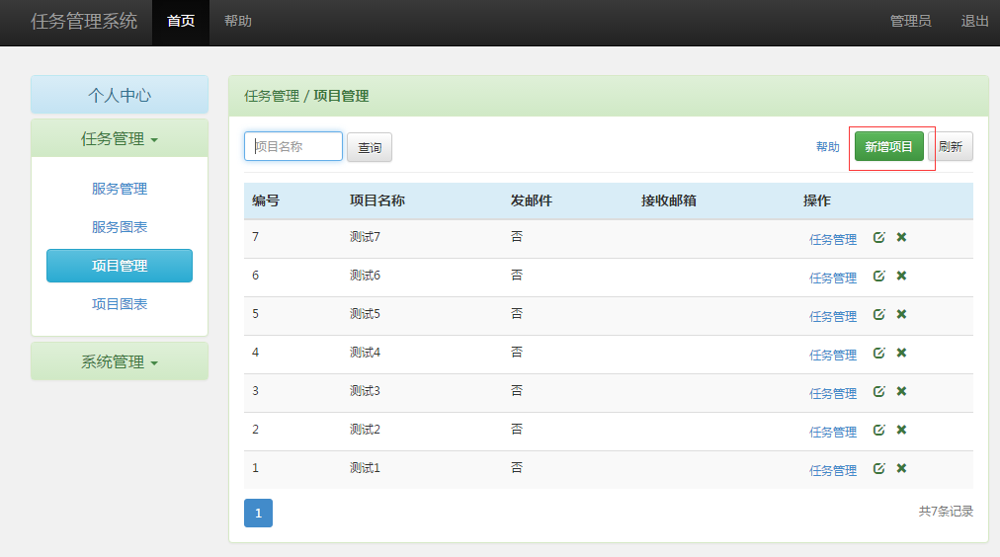 任务管理系统 首页 帮助 管理员 退出
个人中心
任务管理
服务管理
服务图表
项目管理
项目图表
系统管理
任务管理 / 项目管理
项目名称 查询 帮助 新增项目 刷新
编号 项目名称 发邮件 接收邮箱 操作
7 测试7 否 任务管理
6 测试6 否 任务管理
5 测试5 否 任务管理
4 测试4 否 任务管理
3 测试3 否 任务管理
2 测试2 否 任务管理
1 测试1 否 任务管理
1 共7条记录